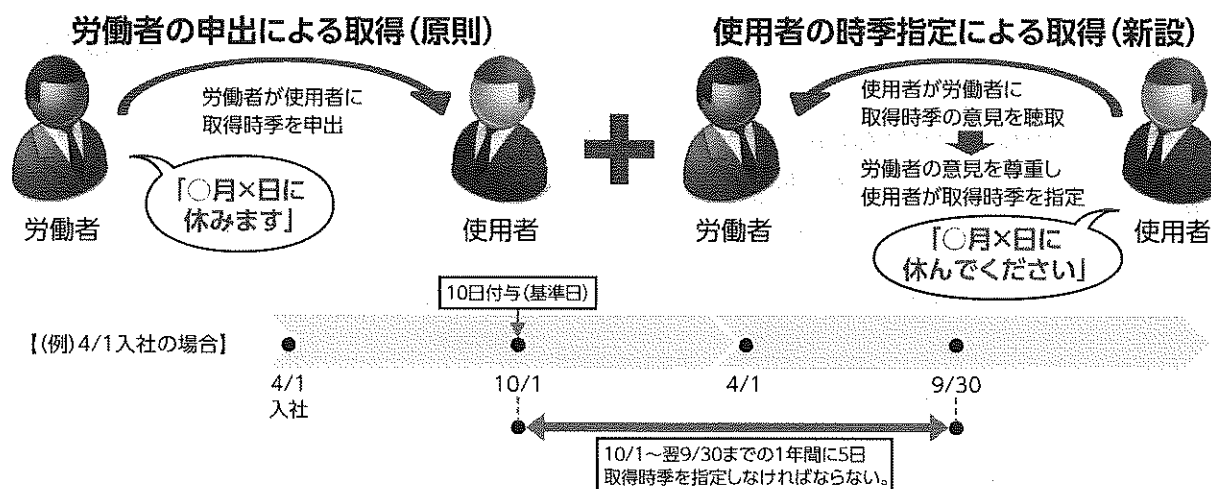 労働者の申出による取得(原則)
労働者が使用者に
取得時季を申出
「○月×日に
休みます」
労働者
使用者
使用者の時季指定による取得(新設)
使用者が労働者に
取得時季の意見を聴取
労働者の意見を尊重し
使用者が取得時季を指定
「○月×日に
休んでください」
労働者
使用者
10日付与(基準日)
【(例)4/1入社の場合】
4/1
入社
10/1
4/1
9/30
10/1～翌9/30までの1年間に5日
取得時季を指定しなければならない。